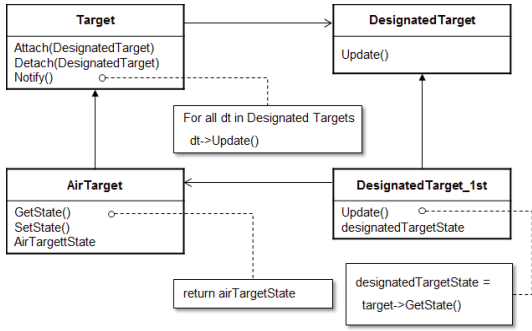 Target
Attach(DesignatedTarget)
Detach(DesignatedTarget)
Notify()
DesignatedTarget
Update()
For all dt in Designated Targets
dt->Update()
AirTarget
GetState()
SetState()
AirTargettState
DesignatedTarget_1st
Update()
designatedTargetState
return airTargetState
designatedTargetState =
target->GetState()